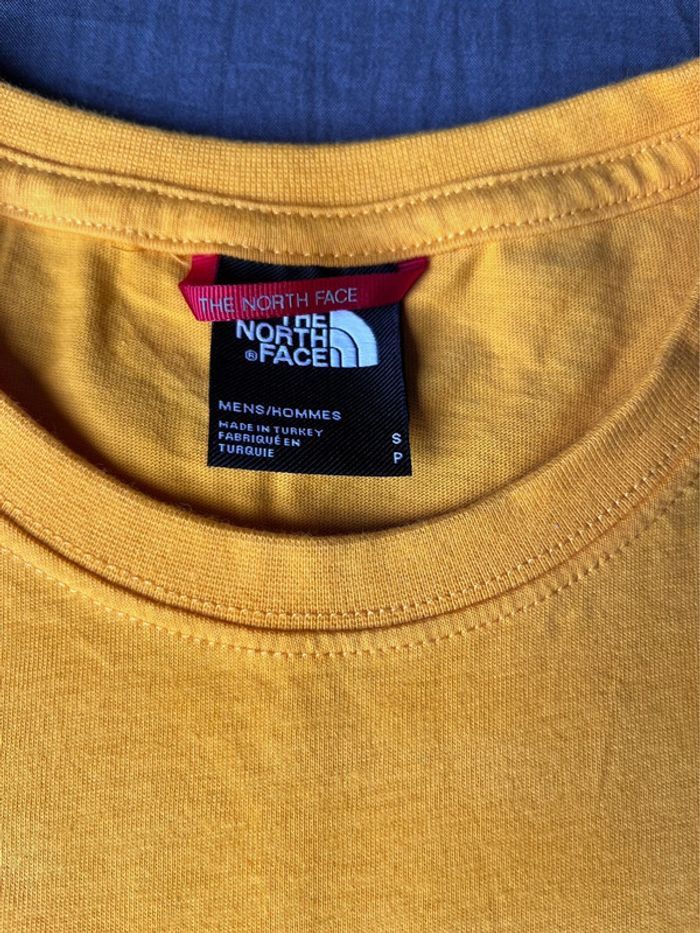 THE NORTH FACE
THE
NORTH
®FACE
MENS/HOMMES
MADE IN TURKEY
FABRIQUÉ EN
TURQUIE
S
P